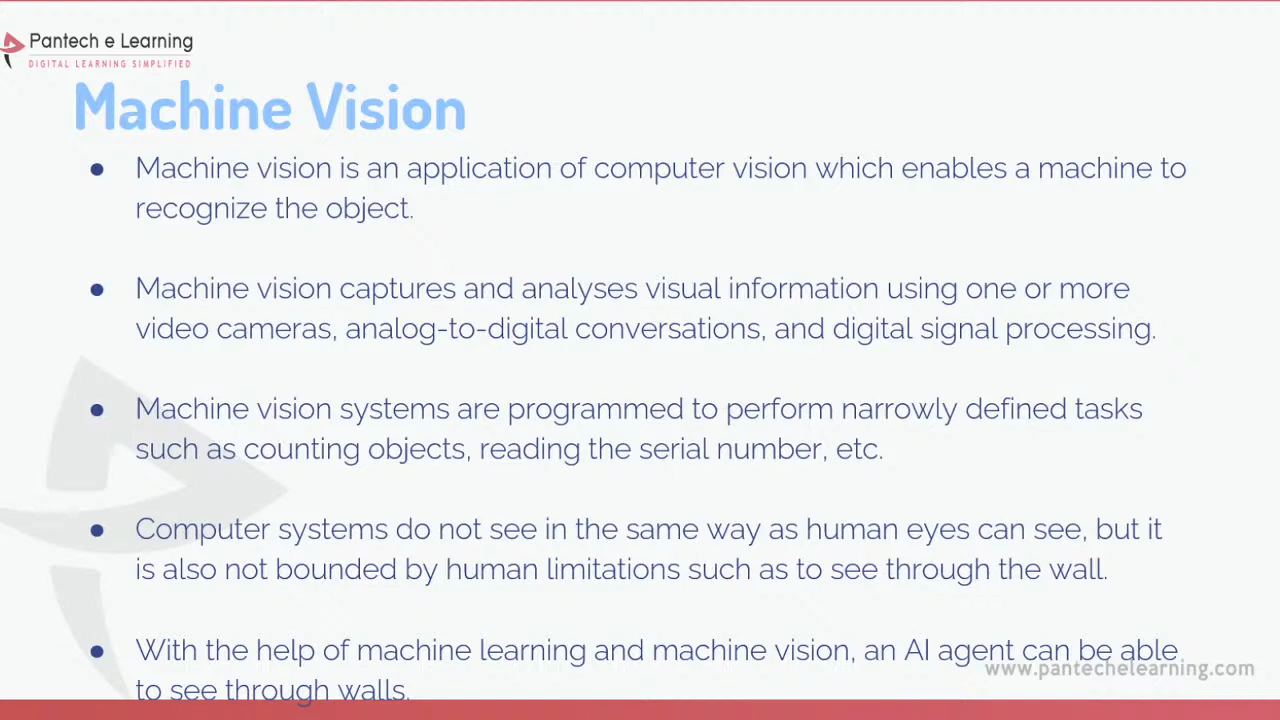 Pantech e Learning
DIGITAL LEARNING SIMPLIFIED
Machine Vision
● Machine vision is an application of computer vision which enables a machine to
recognize the object.
● Machine vision captures and analyses visual information using one or more
video cameras, analog-to-digital conversations, and digital signal processing.
● Machine vision systems are programmed to perform narrowly defined tasks
such as counting objects, reading the serial number, etc.
● Computer systems do not see in the same way as human eyes can see, but it
is also not bounded by human limitations such as to see through the wall.
● With the help of machine learning and machine vision, an AI agent can be able
to see through walls.
www.pantechelearning.com